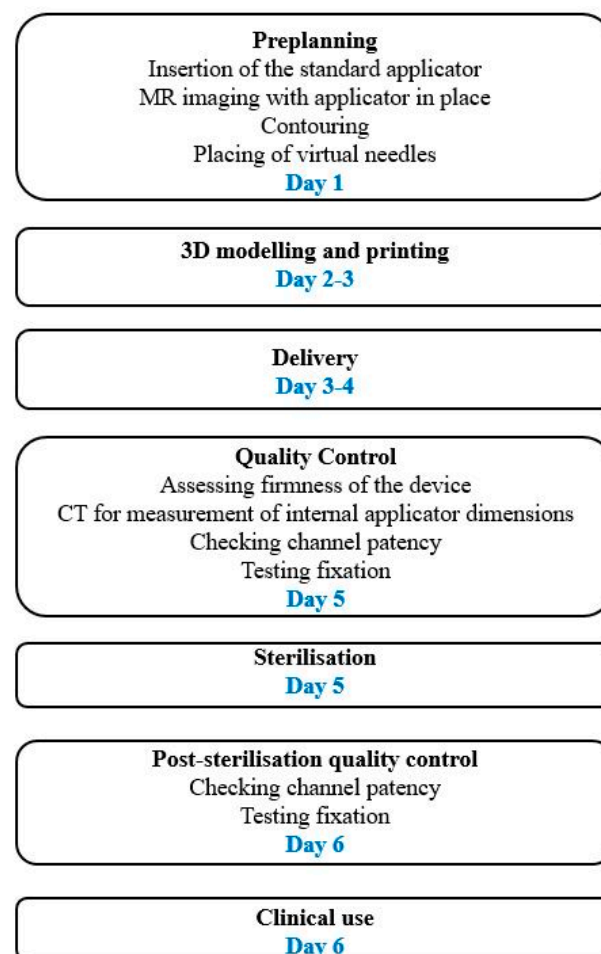 Preplanning
Insertion of the standard applicator
MR imaging with applicator in place
Contouring
Placing of virtual needles
Day 1
3D modelling and printing
Day 2-3
Delivery
Day 3-4
Quality Control
Assessing firmness of the device
CT for measurement of internal applicator dimensions
Checking channel patency
Testing fixation
Day 5
Sterilisation
Day 5
Post-sterilisation quality control
Checking channel patency
Testing fixation
Day 6
Clinical use
Day 6